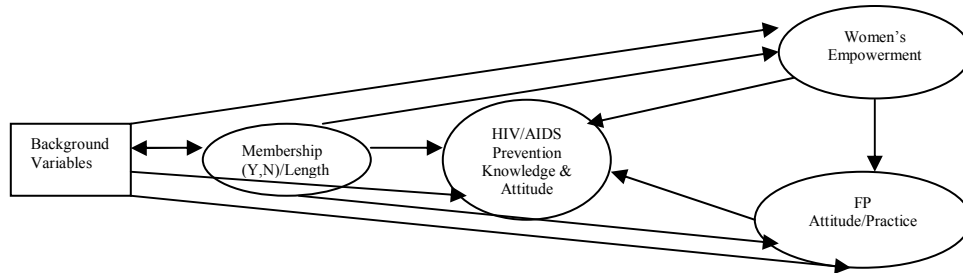 Women's
Empowerment
HIV/AIDS
Prevention
Knowledge &
Attitude
Background
Variables
Membership
(Y,N)/Length
FP
Attitude/Practice